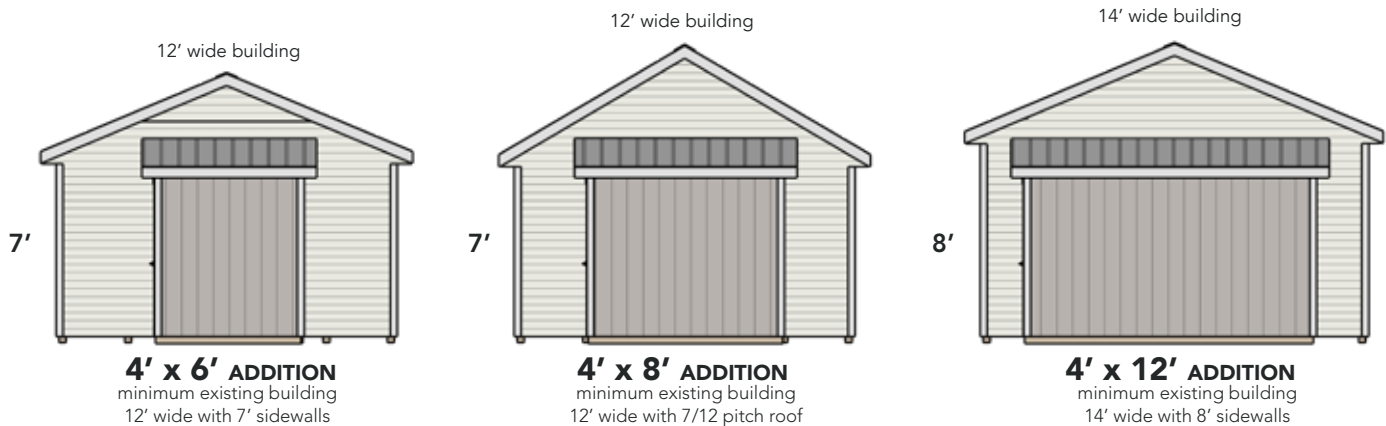 12’ wide building
7’
4’ x 6’ ADDITION
minimum existing building
12’ wide with 7’ sidewalls
12’ wide building
7’
4’ x 8’ ADDITION
minimum existing building
12’ wide with 7/12 pitch roof
14’ wide building
8’
4’ x 12’ ADDITION
minimum existing building
14’ wide with 8’ sidewalls